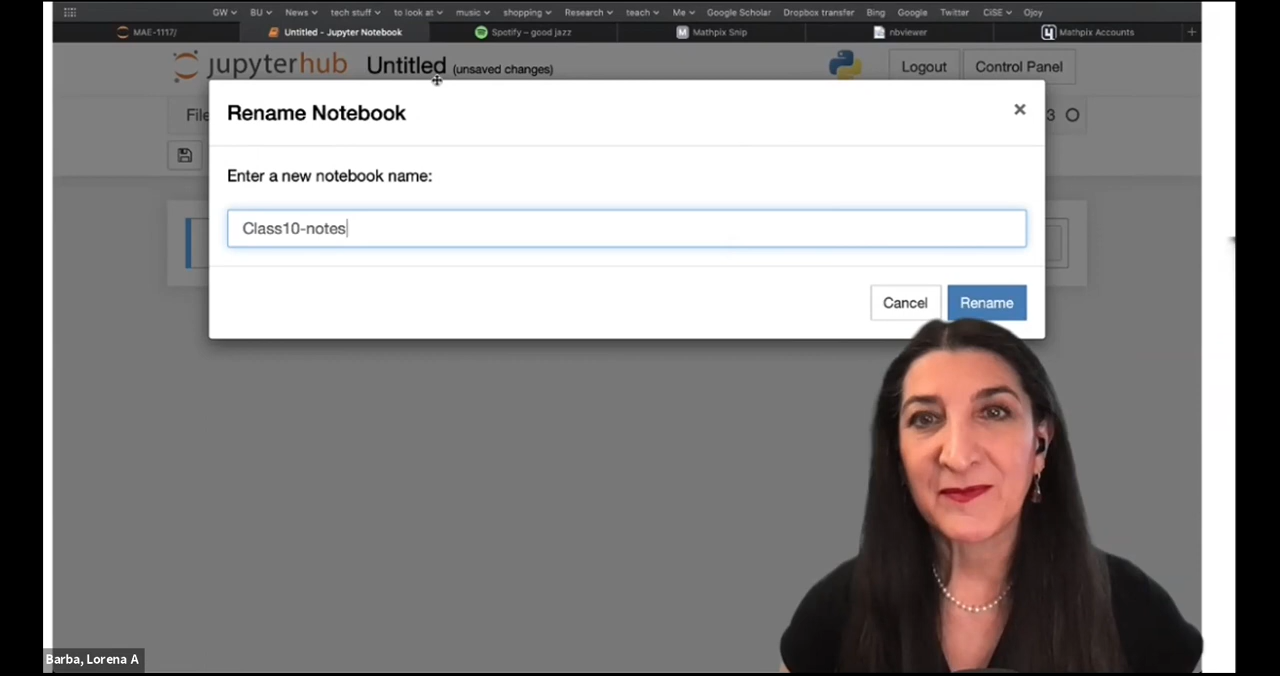 GW BU News tech stuff to look at music shopping Research teach Me Google Scholar Dropbox transfer Bing Google Twitter CiSE Ojoy
MAE-1117/ Untitled - Jupyter Notebook Spotify – good jazz Mathpix Snip nbviewer Mathpix Accounts +
jupyterhub Untitled (unsaved changes) Logout Control Panel
Rename Notebook ×
File 3
Enter a new notebook name:
Class10-notes
Cancel Rename
Barba, Lorena A